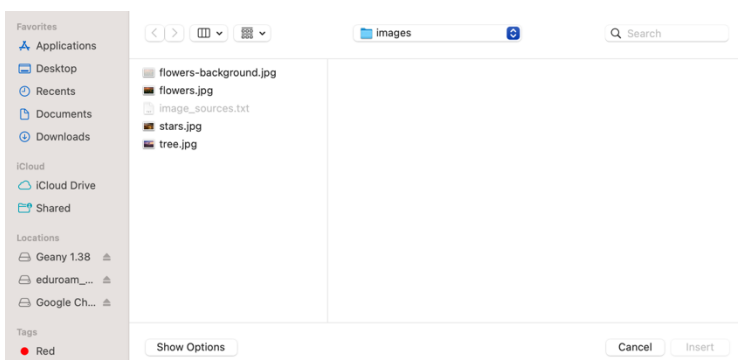 Favorites
Applications
Desktop
Recents
Documents
Downloads
iCloud
iCloud Drive
Shared
Locations
Geany 1.38
eduroam_...
Google Ch...
Tags
Red
images
Search
flowers-background.jpg
flowers.jpg
image_sources.txt
stars.jpg
tree.jpg
Show Options
Cancel
Insert